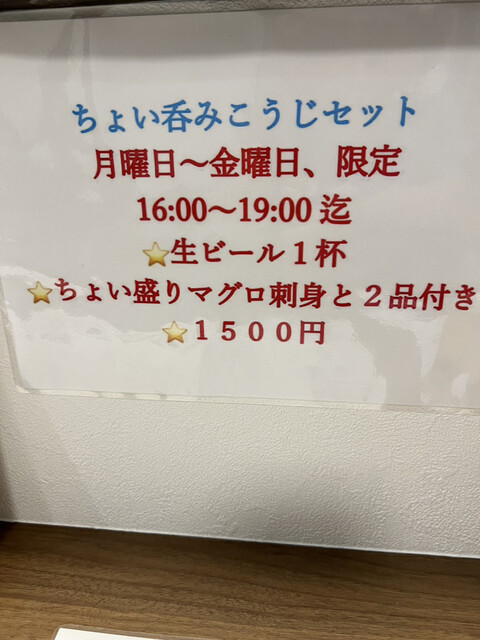 ちょい呑みこうじセット
月曜日〜金曜日、限定
16:00〜19:00 迄
⭐生ビール１杯
⭐ちょい盛りマグロ刺身と２品付き
⭐１５００円